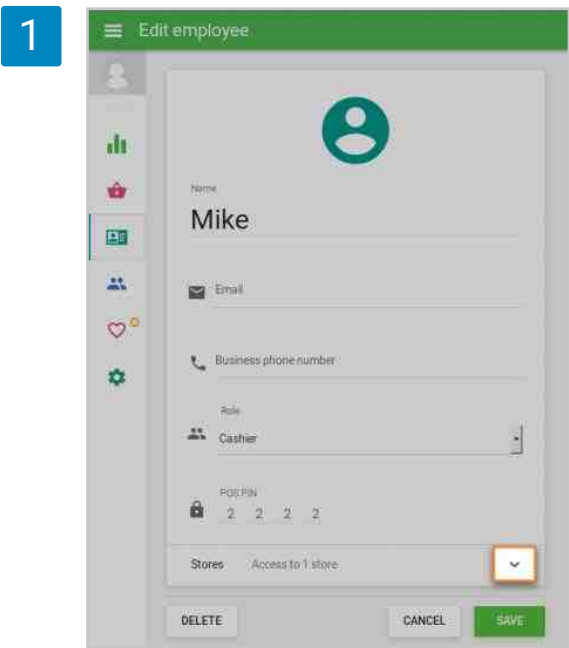 1
Edit employee
Name
Mike
Email
Business phone number
Role
Cashier
POS PIN
2 2 2 2
Stores Access to 1 store
DELETE CANCEL SAVE